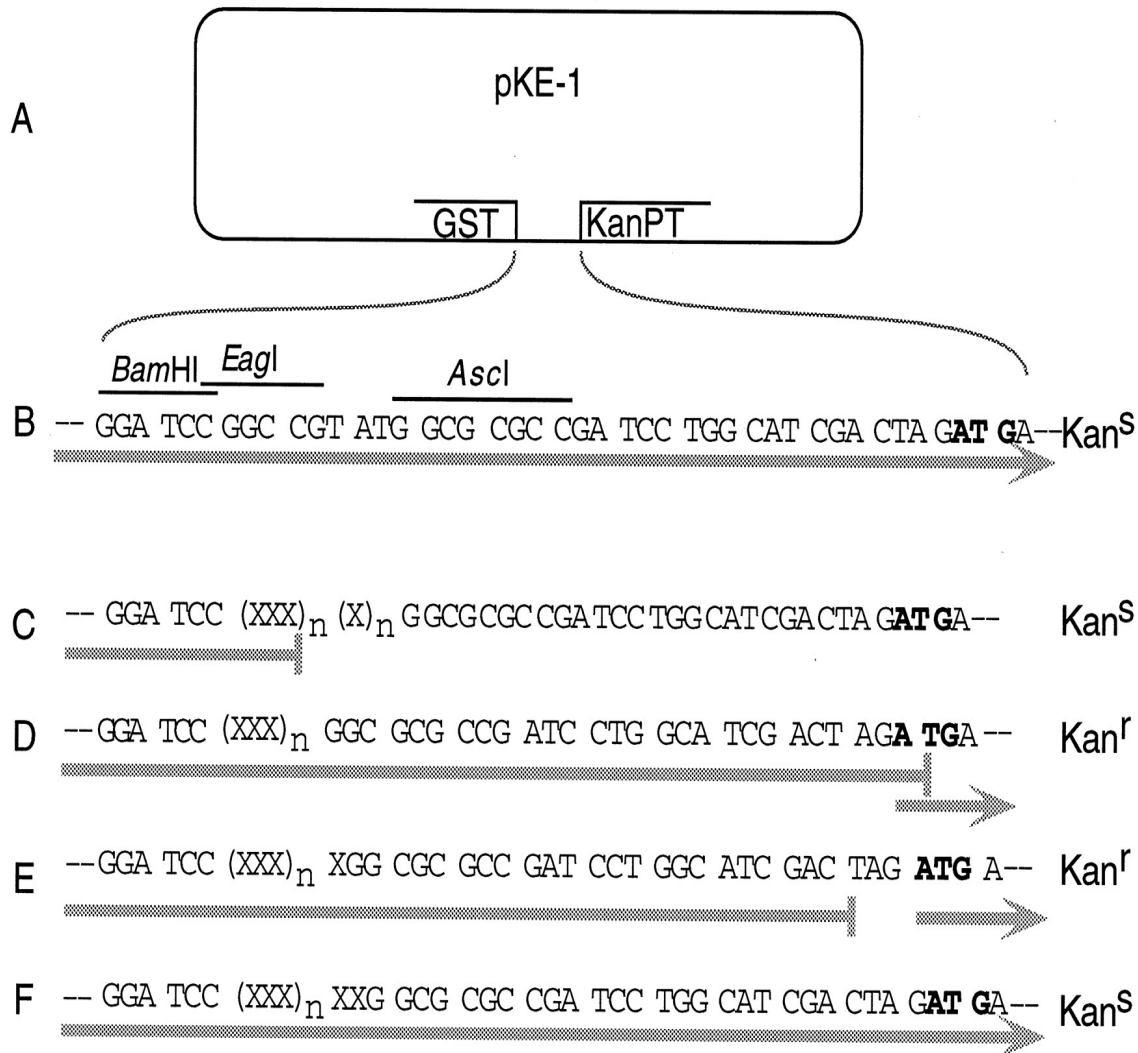 pKE-1
A
GST KanPT
BamHI EagI AscI
B -- GGA TCC GGC CGT ATG GCG CGC CGA TCC TGG CAT CGA CTA GATGA-- Kans
C -- GGA TCC (XXX)n (X)n GGCGCGCCGATCCTGGCATCGACTAGATGA-- Kans
D -- GGA TCC (XXX)n GGC GCG CCG ATC CTG GCA TCG ACT AGA TGA-- Kanr
E --GGA TCC (XXX)n XGG CGC GCC GAT CCT GGC ATC GAC TAG ATG A-- Kanr
F -- GGA TCC (XXX)n XXG GCG CGC CGA TCC TGG CAT CGA CTA GAT GA-- Kans